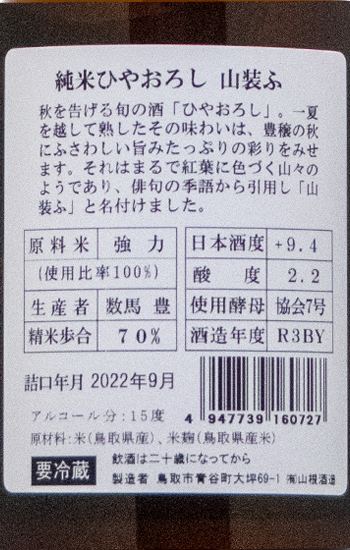 純米ひやおろし 山装ふ
秋を告げる旬の酒「ひやおろし」。一夏
を越して熟したその味わいは、豊穣の秋
にふさわしい旨みたっぷりの彩りをみせ
ます。それはまるで紅葉に色づく山々の
ようであり、俳句の季語から引用し「山
装ふ」と名付けました。
原料米 強力
(使用比率100%)
生産者 数馬 豊
精米歩合 70%
日本酒度 +9.4
酸度 2.2
使用酵母 協会7号
酒造年度 R3BY
詰口年月 2022年9月
アルコール分:15度
原材料:米(鳥取県産)、米麹(鳥取県産米)
4 947739 160727
要冷蔵
飲酒は二十歳になってから
製造者 鳥取市青谷町大坪69-1 ㈲山根酒造